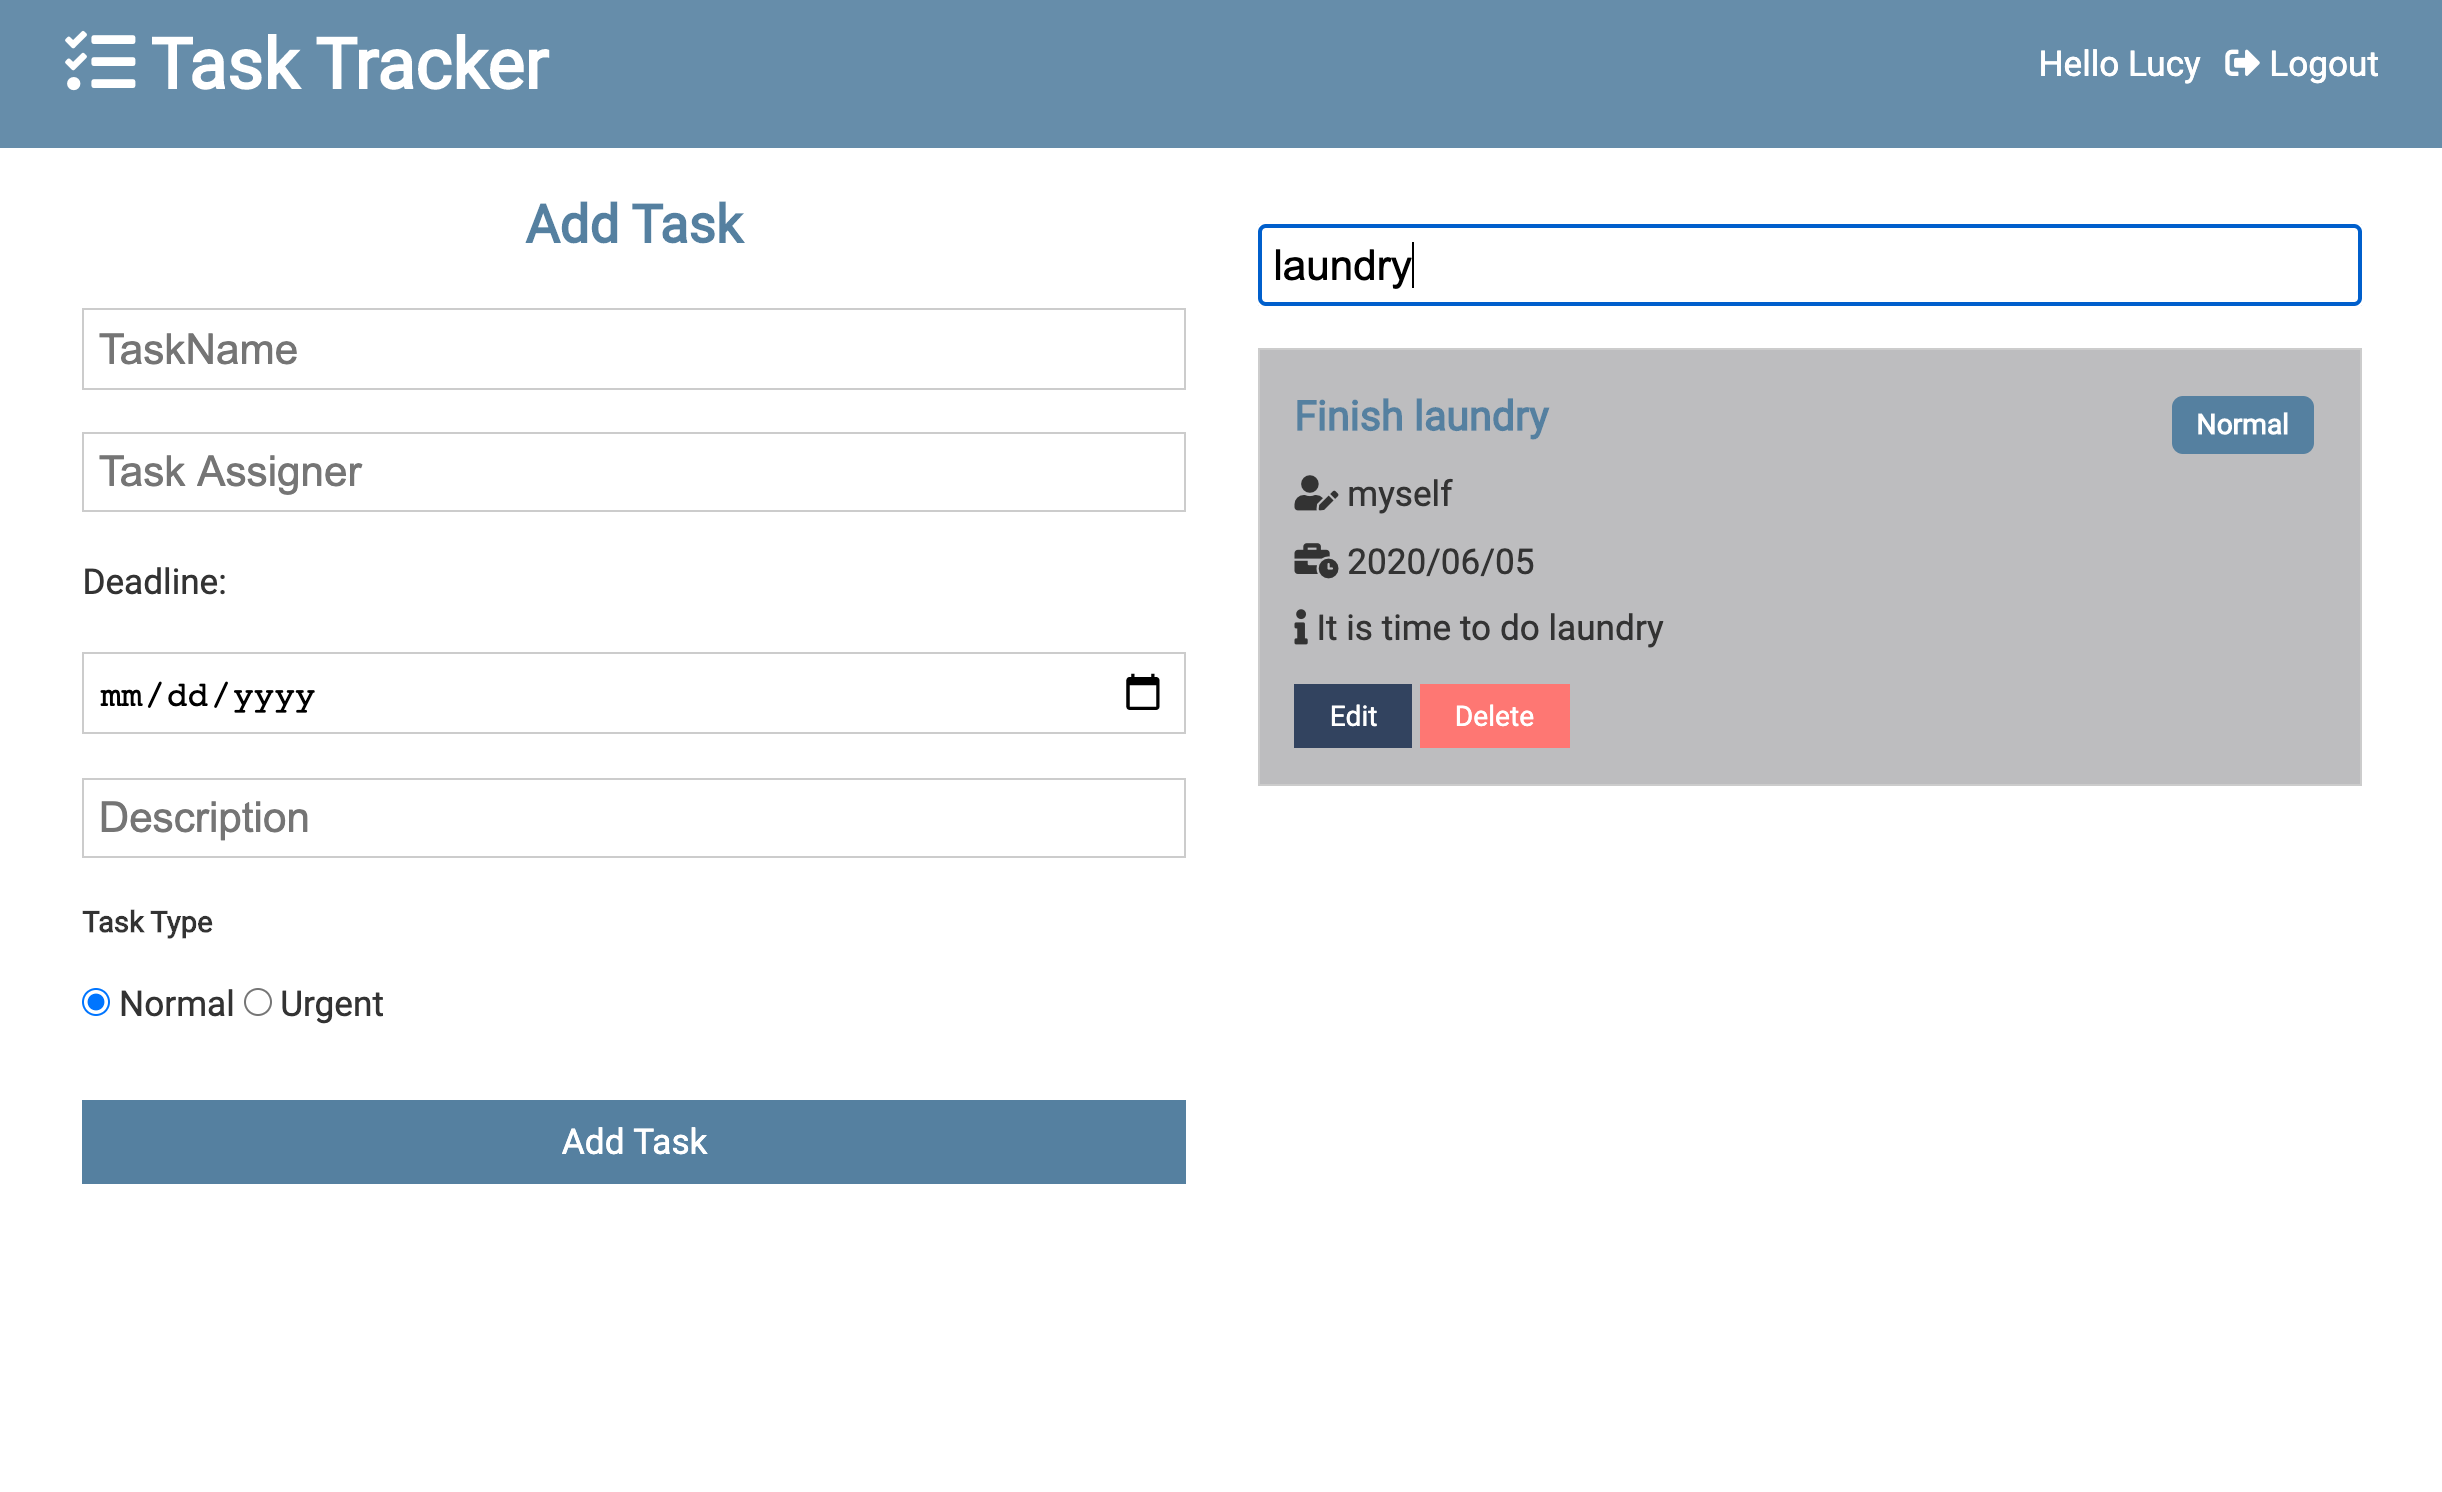 Task Tracker
Hello Lucy Logout
Add Task
TaskName
Task Assigner
Deadline:
mm/dd/yyyy
Description
Task Type
Normal Urgent
Add Task
laundry
Finish laundry
Normal
myself
2020/06/05
It is time to do laundry
Edit Delete